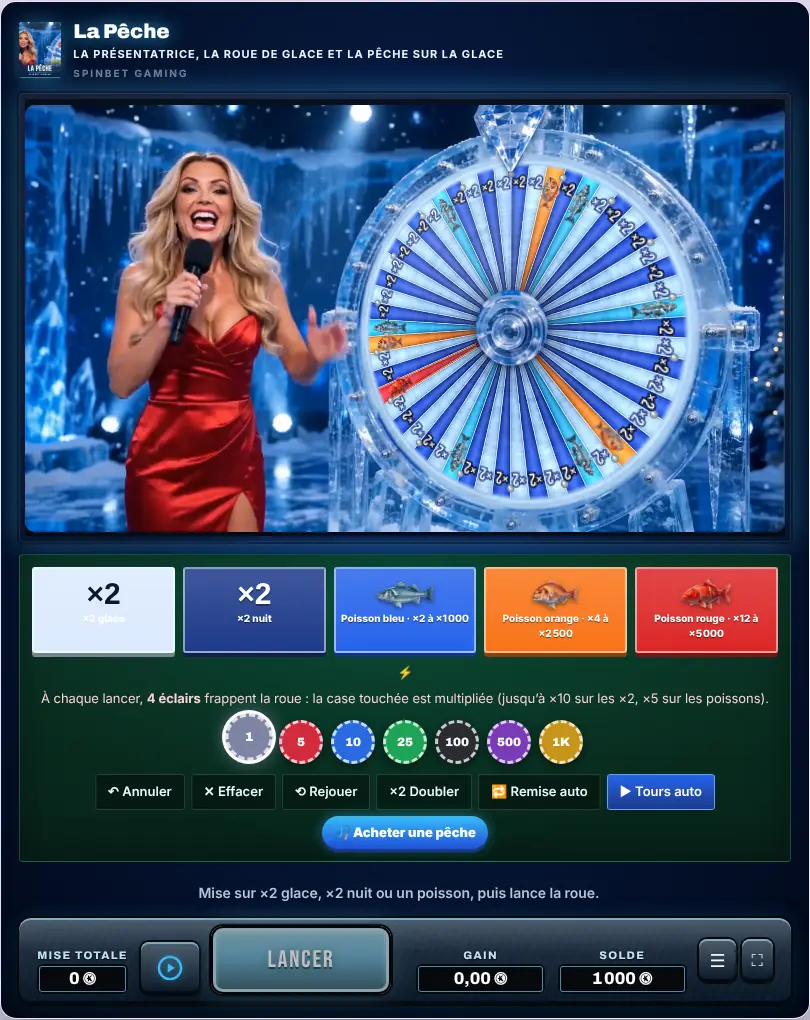 La Pêche
LA PRÉSENTATRICE, LA ROUE DE GLACE ET LA PÊCHE SUR LA GLACE
SPINBET GAMING
LA PÊCHE
×2
×2 glace
×2
×2 nuit
Poisson bleu · ×2 à ×1000
Poisson orange · ×4 à
×2500
Poisson rouge · ×12 à
×5000
⚡
À chaque lancer, 4 éclairs frappent la roue : la case touchée est multipliée (jusqu'à ×10 sur les ×2, ×5 sur les poissons).
1 5 10 25 100 500 1K
↶ Annuler ✕ Effacer ⟲ Rejouer ×2 Doubler 🔁 Remise auto ▶ Tours auto
Acheter une pêche
Mise sur ×2 glace, ×2 nuit ou un poisson, puis lance la roue.
MISE TOTALE
0
LANCER
GAIN
0,00
SOLDE
1000